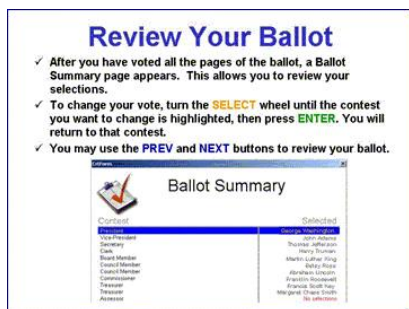 Review Your Ballot
✓ After you have voted all the pages of the ballot, a Ballot
Summary page appears. This allows you to review your
selections.
✓ To change your vote, turn the SELECT wheel until the contest
you want to change is highlighted, then press ENTER. You will
return to that contest.
✓ You may use the PREV and NEXT buttons to review your ballot.
Ballot Summary
Contest Selected
President George Washington
Vice-President John Adams
Secretary Thomas Jefferson
Clerk Harry Truman
Board Member Martin Luther King
Council Member Betsy Ross
Council Member Abraham Lincoln
Commissioner Franklin Roosevelt
Treasurer Francis Scott Key
Treasurer Margaret Chase Smith
Assessor No selections